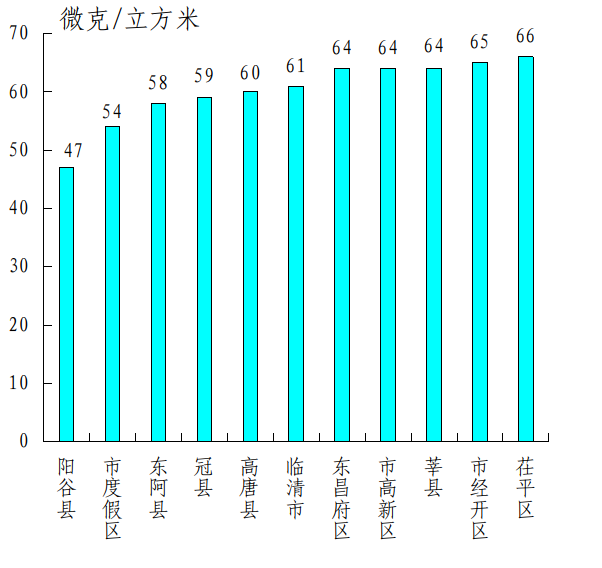 微克/立方米
70
60
50
40
30
20
10
0
47
54
58
59
60
61
64
64
64
65
66
阳谷县
市度假区
东阿县
冠县
高唐县
临清市
东昌府区
市高新区
莘县
市经开区
茌平区